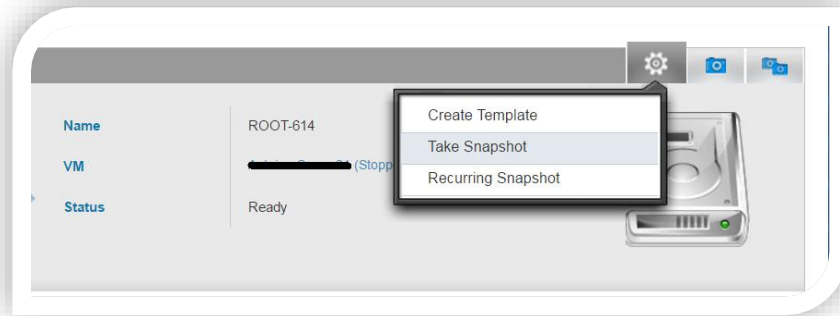 Name ROOT-614
VM (Stopp
Status Ready
Create Template
Take Snapshot
Recurring Snapshot